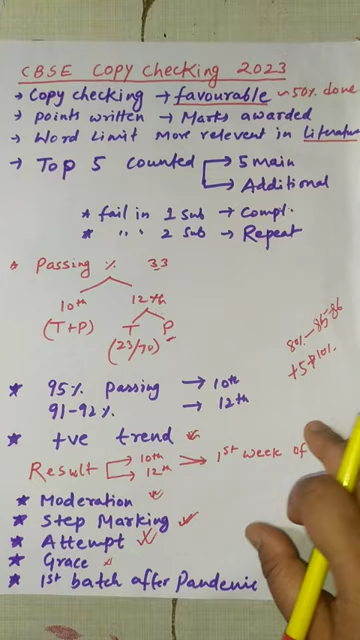 CBSE COPY Checking 2023
→ Copy checking → favourable ~50% done
→ points written → Marks awarded
→ Word Limit More relevent in Literature
→ Top 5 counted → 5 main
→ Additional
* fail in 1 sub → Compt.
* " " 2 sub → Repeat
* Passing % 33
10th 12th
(T+P) T P
(23/70)
80% - 85-86
+5%
* 95% Passing → 10th
91-92% → 12th
* +ve trend
Result → 10th → 1st week of
→ 12th
* Moderation
* Step Marking
* Attempt
* Grace
* 1st batch after Pandemic